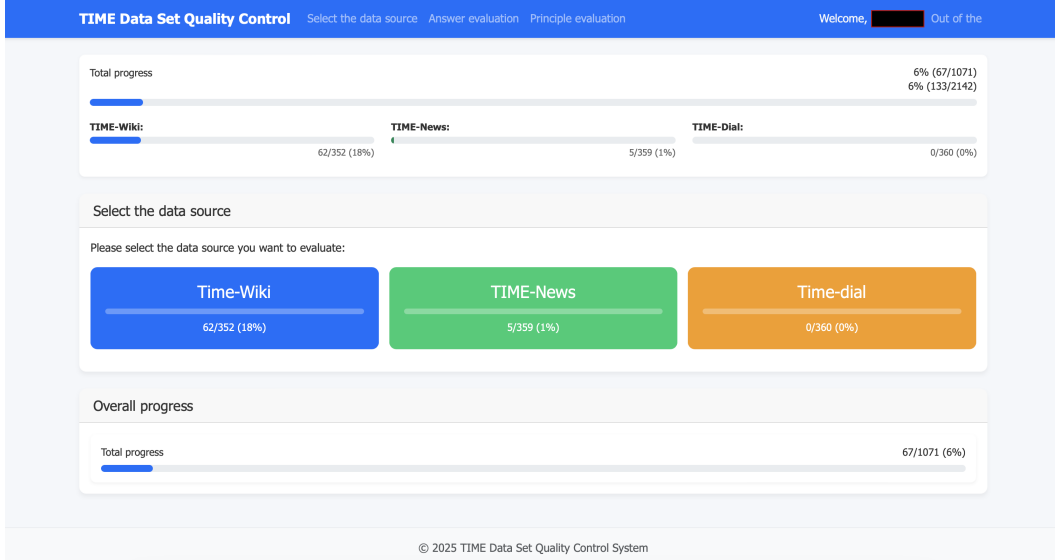 TIME Data Set Quality Control Select the data source Answer evaluation Principle evaluation Welcome, Out of the
Total progress 6% (67/1071)
6% (133/2142)
TIME-Wiki: TIME-News: TIME-Dial:
62/352 (18%) 5/359 (1%) 0/360 (0%)
Select the data source
Please select the data source you want to evaluate:
Time-Wiki TIME-News Time-dial
62/352 (18%) 5/359 (1%) 0/360 (0%)
Overall progress
Total progress 67/1071 (6%)
© 2025 TIME Data Set Quality Control System